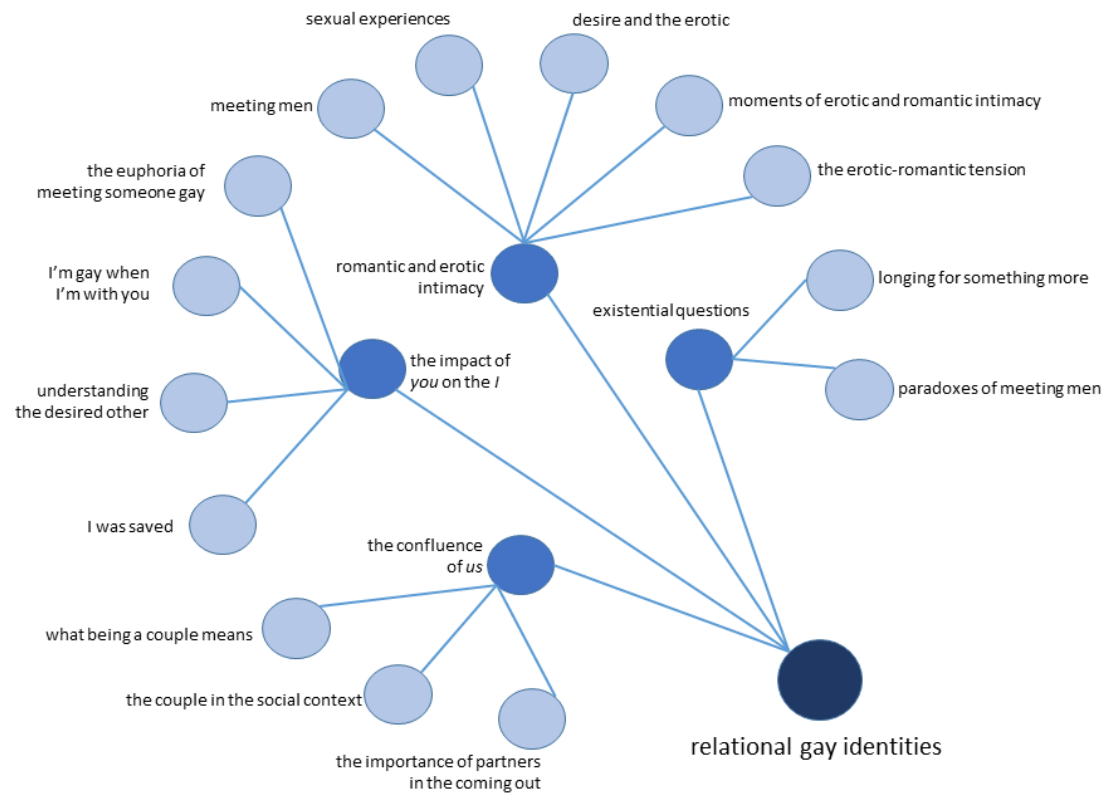 sexual experiences
desire and the erotic
meeting men
moments of erotic and romantic intimacy
the euphoria of
meeting someone gay
the erotic-romantic tension
I'm gay when
I'm with you
romantic and erotic
intimacy
longing for something more
existential questions
the impact of
you on the I
understanding
the desired other
paradoxes of meeting men
I was saved
the confluence
of us
what being a couple means
the couple in the social context
relational gay identities
the importance of partners
in the coming out